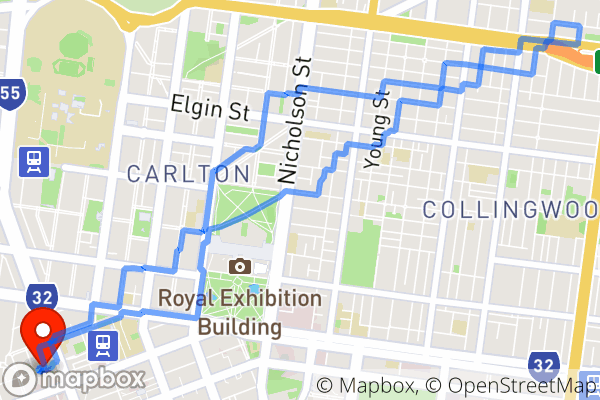 55
Elgin St
Nicholson St
Young St
CARLTON
COLLINGWOO
Royal Exhibition
Building
32
32
mapbox
© Mapbox, © OpenStreetMap